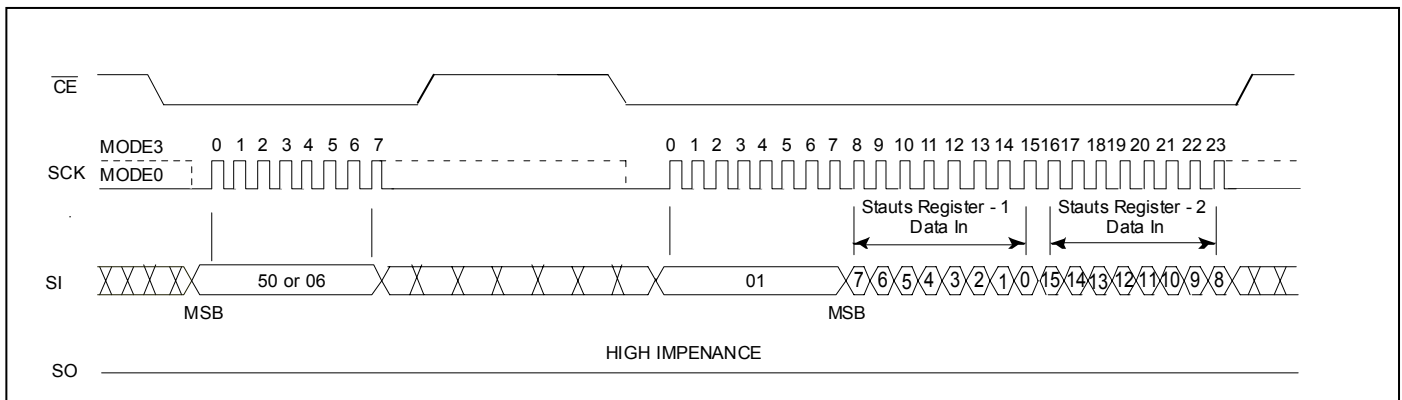 CE
MODE3
0 1 2 3 4 5 6 7
0 1 2 3 4 5 6 7 8 9 10 11 12 13 14 15 16 17 18 19 20 21 22 23
SCK
MODE0
Stauts Register - 1
Data In
Stauts Register - 2
Data In
SI
50 or 06
01
7 6 5 4 3 2 1 0 15 14 13 12 11 10 9 8
MSB
MSB
HIGH IMPENANCE
SO